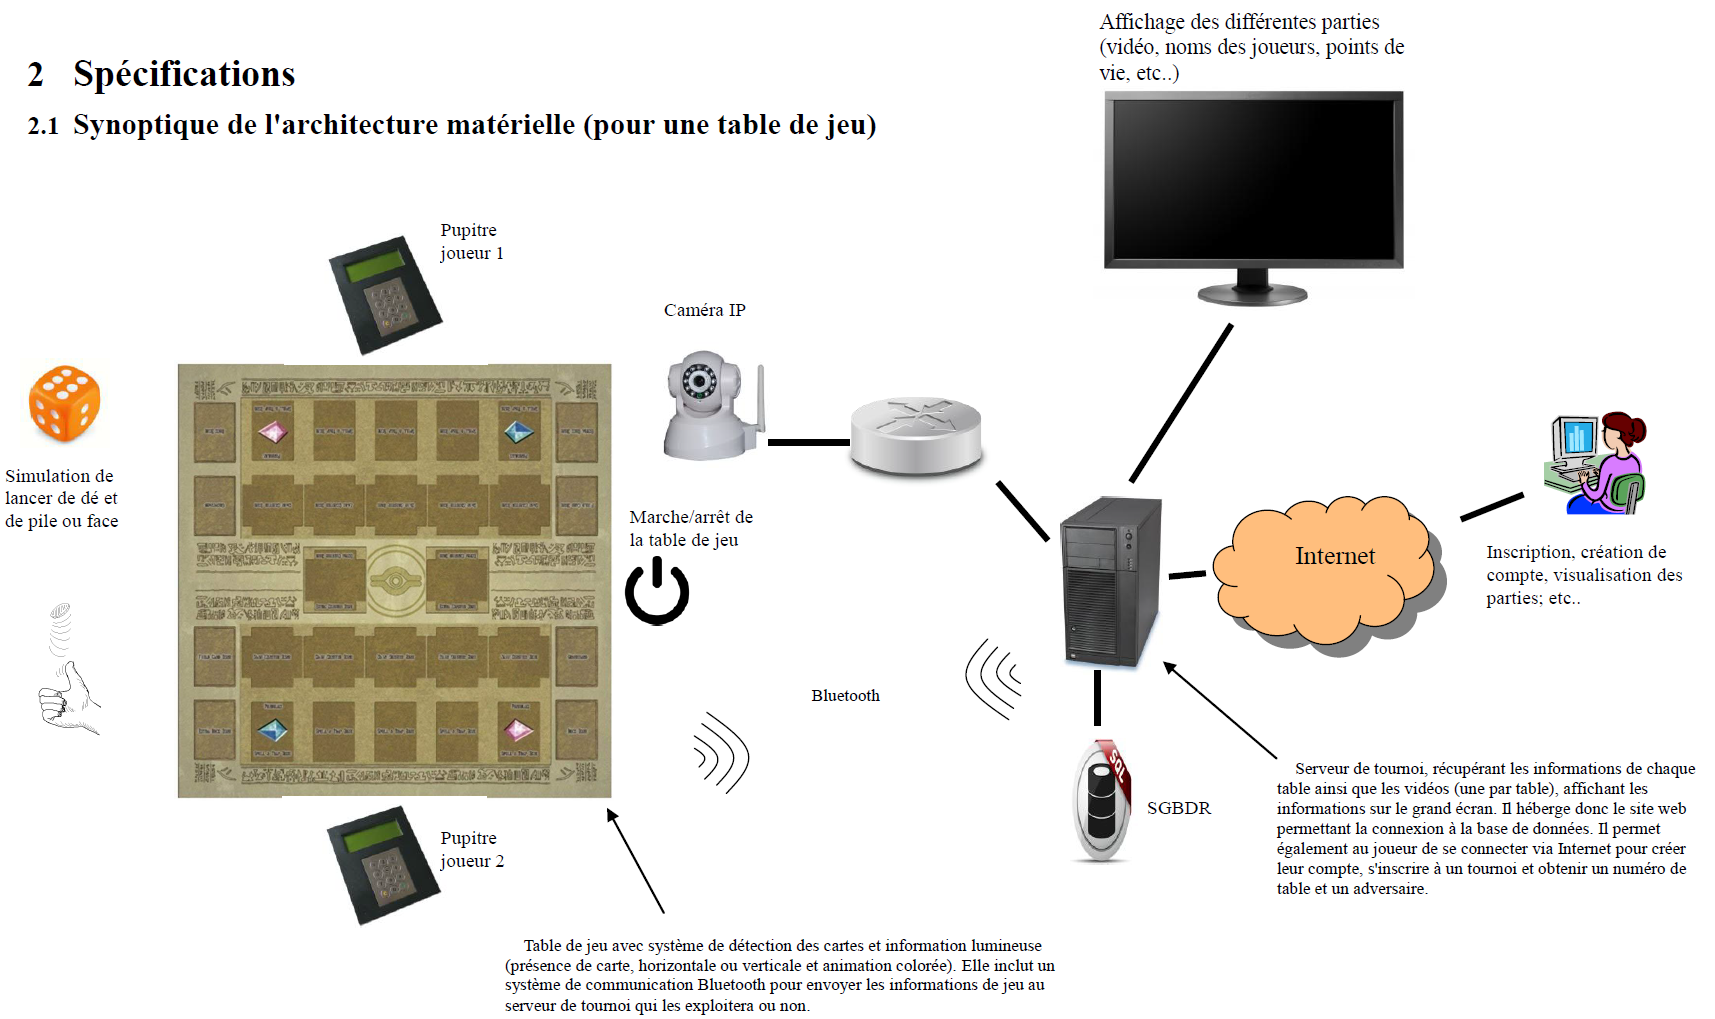 Affichage des différentes parties
(vidéo, noms des joueurs, points de
vie, etc..)
2 Spécifications
2.1 Synoptique de l'architecture matérielle (pour une table de jeu)
Pupitre
joueur 1
Caméra IP
Simulation de
lancer de dé et
de pile ou face
Marche/arrêt de
la table de jeu
Internet
Inscription, création de
compte, visualisation des
parties; etc..
Bluetooth
SQL
SGBDR
Serveur de tournoi, récupérant les informations de chaque
table ainsi que les vidéos (une par table), affichant les
informations sur le grand écran. Il héberge donc le site web
permettant la connexion à la base de données. Il permet
également au joueur de se connecter via Internet pour créer
leur compte, s'inscrire à un tournoi et obtenir un numéro de
table et un adversaire.
Pupitre
joueur 2
Table de jeu avec système de détection des cartes et information lumineuse
(présence de carte, horizontale ou verticale et animation colorée). Elle inclut un
système de communication Bluetooth pour envoyer les informations de jeu au
serveur de tournoi qui les exploitera ou non.